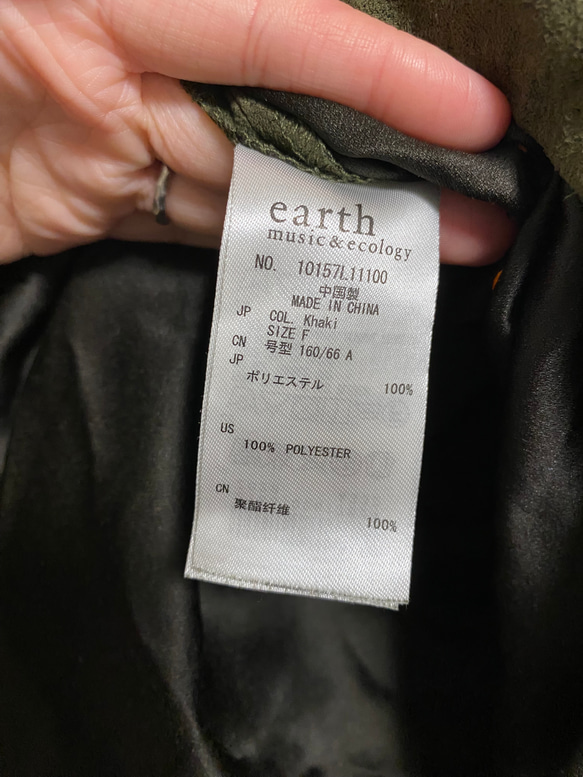 earth
music&ecology
NO. 10157L11100
中国製
MADE IN CHINA
JP COL. Khaki
SIZE F
CN 号型 160/66 A
JP
ポリエステル 100%
US
100% POLYESTER
CN
聚酯纤维 100%